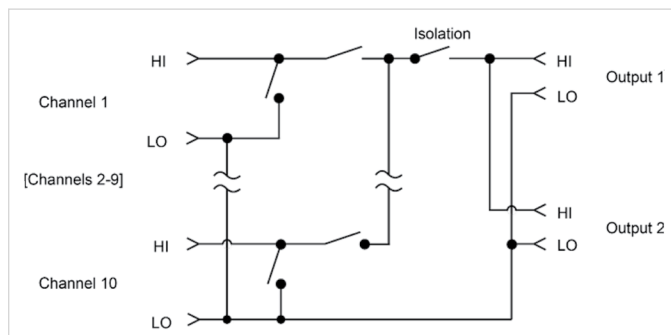 Isolation
HI
HI
Output 1
Channel 1
LO
LO
[Channels 2-9]
HI
HI
Output 2
LO
Channel 10
LO